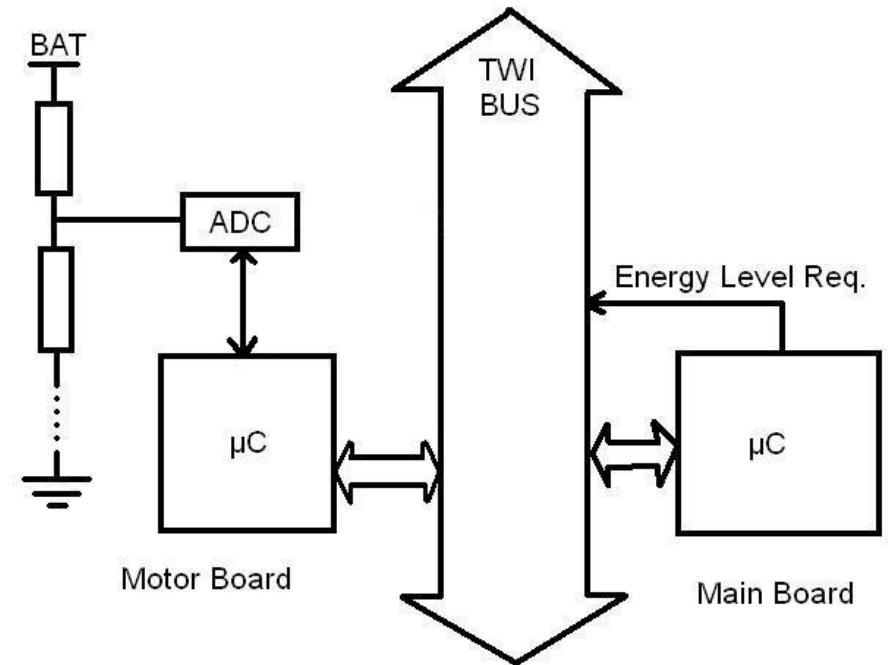 BAT
TWI
BUS
ADC
Energy Level Req.
µC
µC
Motor Board
Main Board